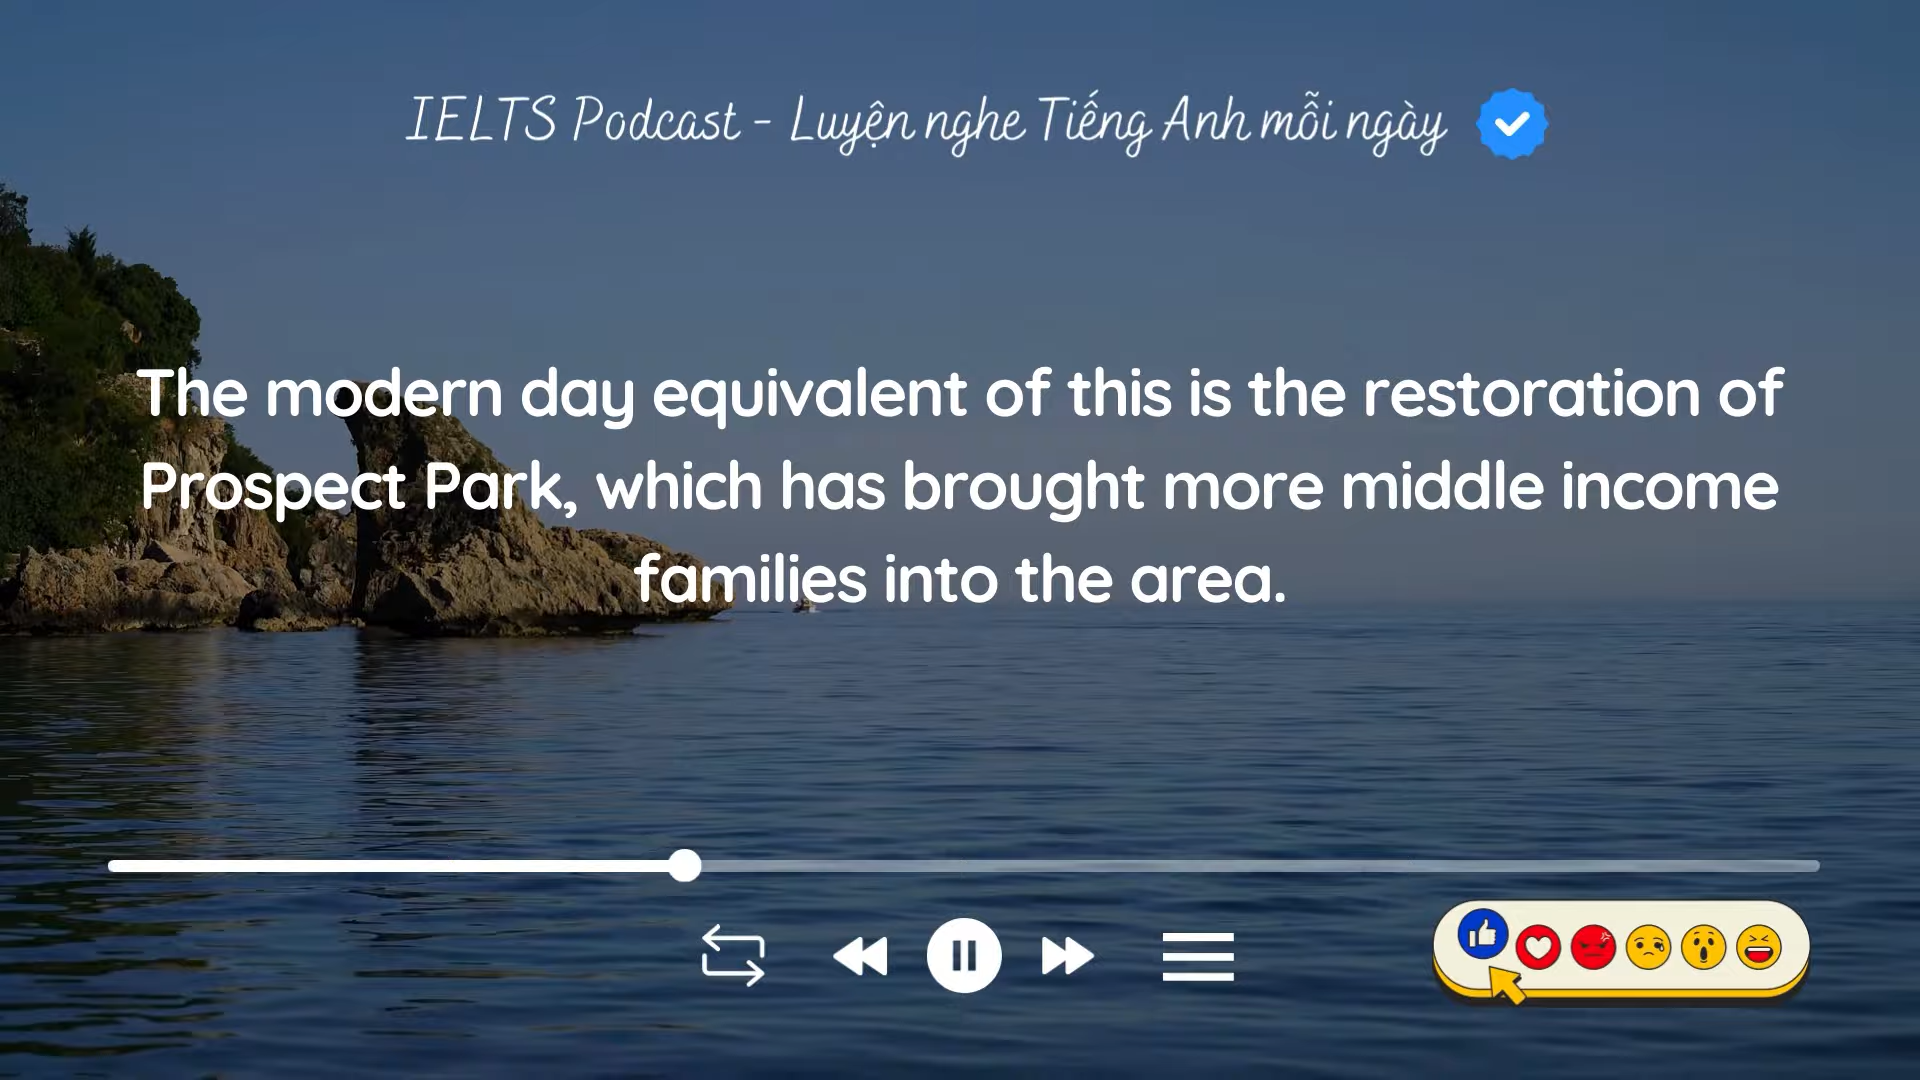 IELTS Podcast - Luyện nghe Tiếng Anh mỗi ngày
The modern day equivalent of this is the restoration of
Prospect Park, which has brought more middle income
families into the area.